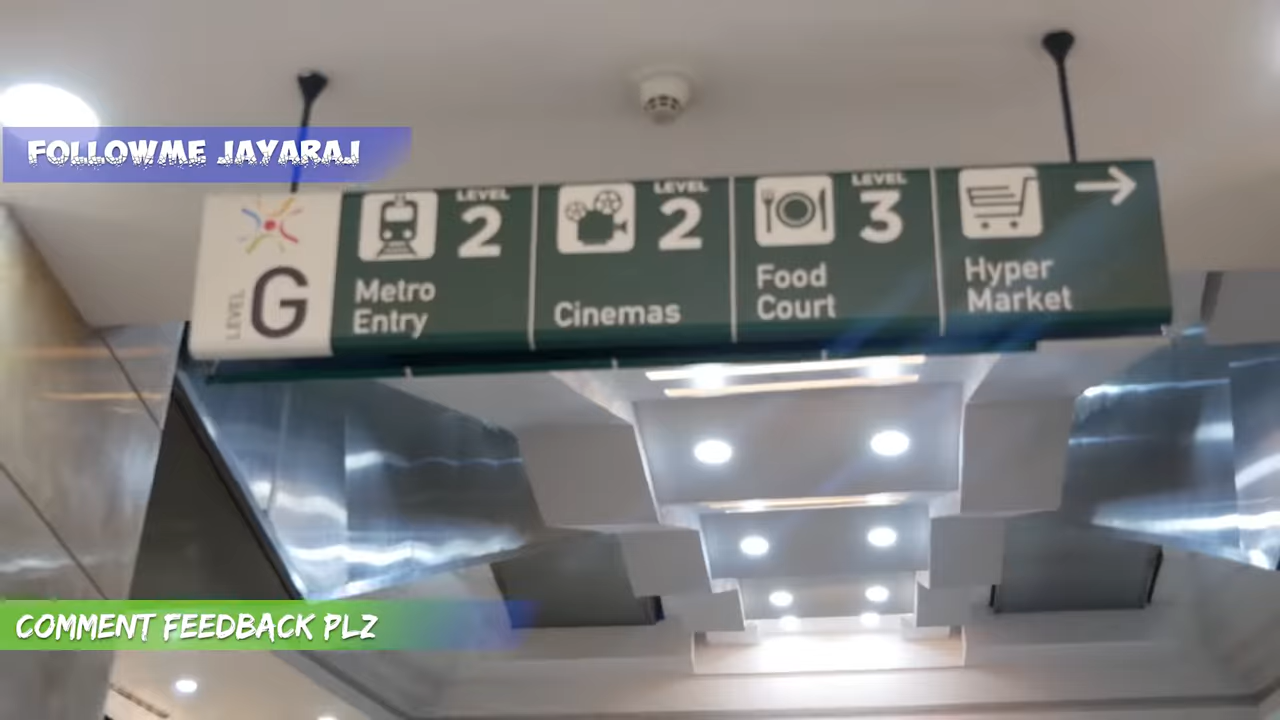 FOLLOWME JAYARAJ
LEVEL G
LEVEL 2
Metro
Entry
LEVEL 2
Cinemas
LEVEL 3
Food
Court
Hyper
Market
COMMENT FEEDBACK PLZ